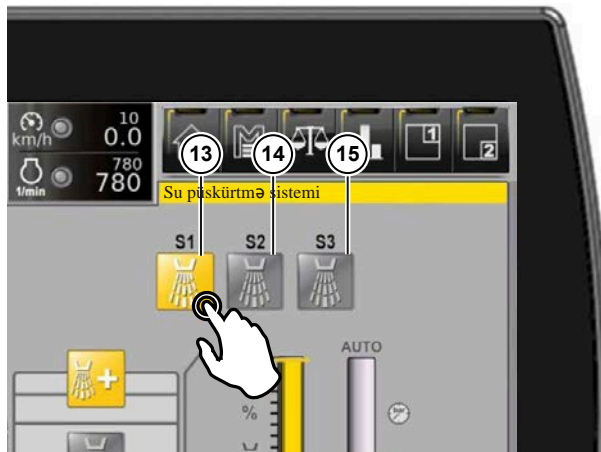 km/h
10
0.0
1/min
780
780
1
2
13
14
15
Su püskürtmə sistemi
S1
S2
S3
AUTO
%
bar